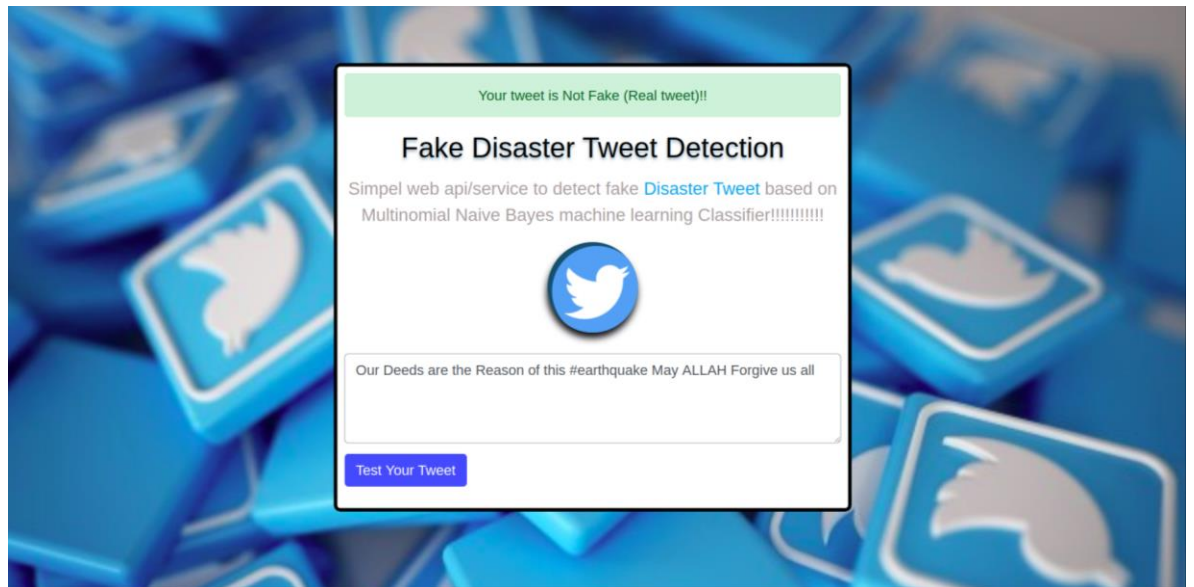 Your tweet is Not Fake (Real tweet)!!
Fake Disaster Tweet Detection
Simpel web api/service to detect fake Disaster Tweet based on
Multinomial Naive Bayes machine learning Classifier!!!!!!!!!!!
Our Deeds are the Reason of this #earthquake May ALLAH Forgive us all
Test Your Tweet